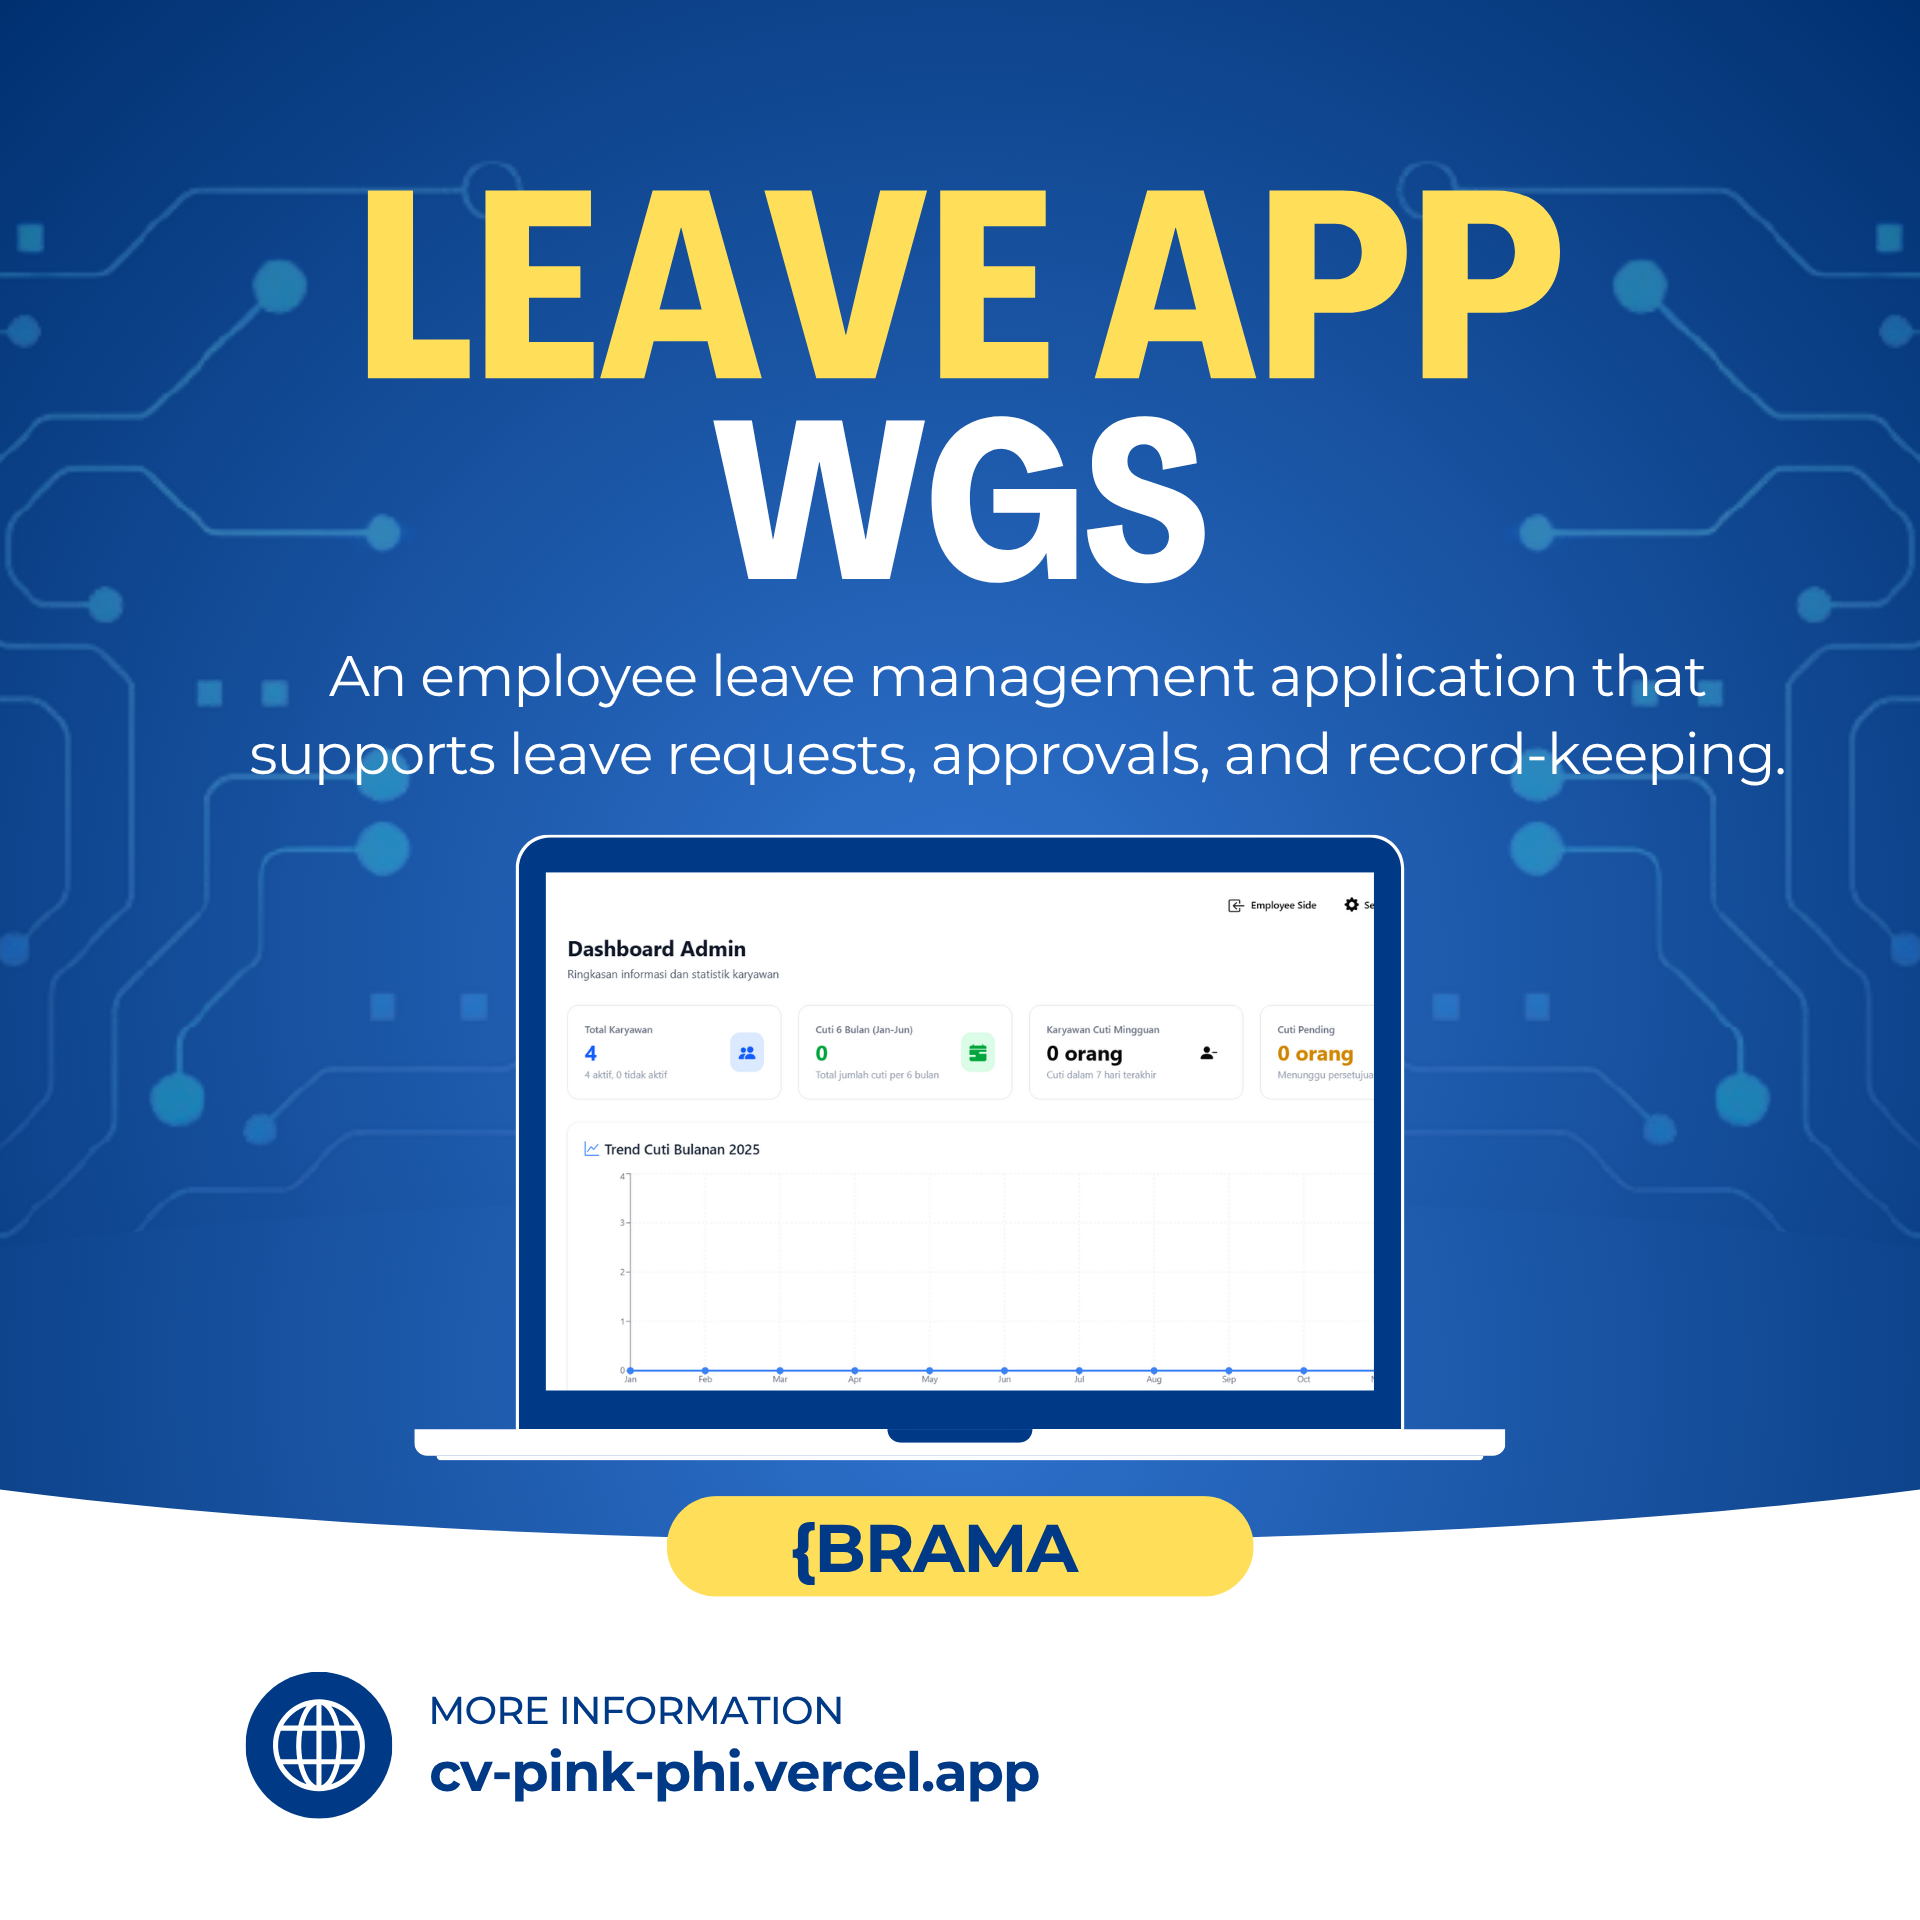 LEAVE APP
WGS
An employee leave management application that
supports leave requests, approvals, and record-keeping.
Employee Side
Se
Dashboard Admin
Ringkasan informasi dan statistik karyawan
Total Karyawan
4
4 aktif, 0 tidak aktif
Cuti 6 Bulan (Jan-Jun)
0
Total jumlah cuti per 6 bulan
Karyawan Cuti Mingguan
0 orang
Cuti dalam 7 hari terakhir
Cuti Pending
0 orang
Menunggu persetujua
Trend Cuti Bulanan 2025
4
3
2
1
0
Jan Feb Mar Apr May Jun Jul Aug Sep Oct
{BRAMA
MORE INFORMATION
cv-pink-phi.vercel.app